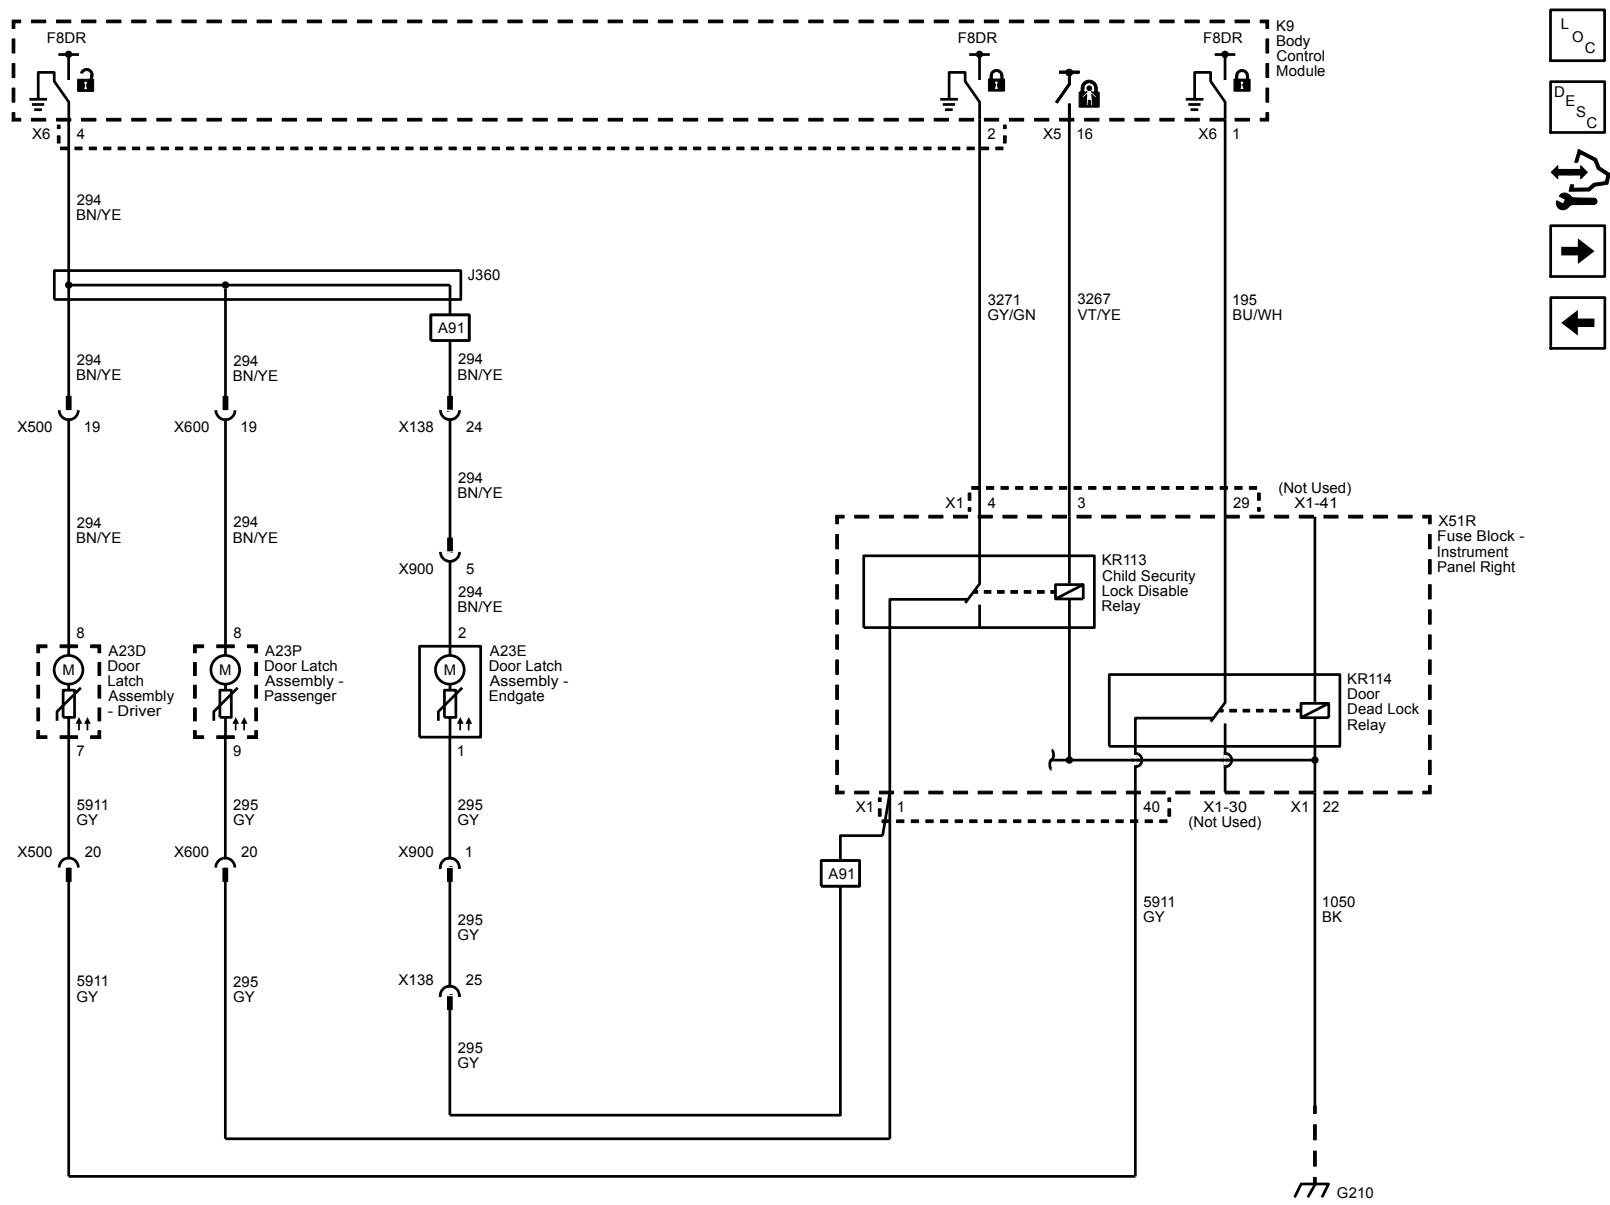 F8DR
F8DR
F8DR
K9
Body
Control
Module
L
O
C
D
E
S
C
X6 4
2
X5 16
X6 1
294
BN/YE
J360
A91
3271
GY/GN
3267
VT/YE
195
BU/WH
294
BN/YE
294
BN/YE
294
BN/YE
X500 19
X600 19
X138 24
294
BN/YE
294
BN/YE
294
BN/YE
X900 5
294
BN/YE
X1 4
3
29
(Not Used)
X1-41
X51R
Fuse Block -
Instrument
Panel Right
KR113
Child Security
Lock Disable
Relay
8
M
A23D
Door
Latch
Assembly
- Driver
7
8
M
A23P
Door Latch
Assembly -
Passenger
9
2
M
A23E
Door Latch
Assembly -
Endgate
1
KR114
Door
Dead Lock
Relay
5911
GY
295
GY
295
GY
X1 1
40
X1-30
(Not Used)
X1 22
X500 20
X600 20
X900 1
A91
295
GY
5911
GY
1050
BK
5911
GY
295
GY
X138 25
295
GY
G210